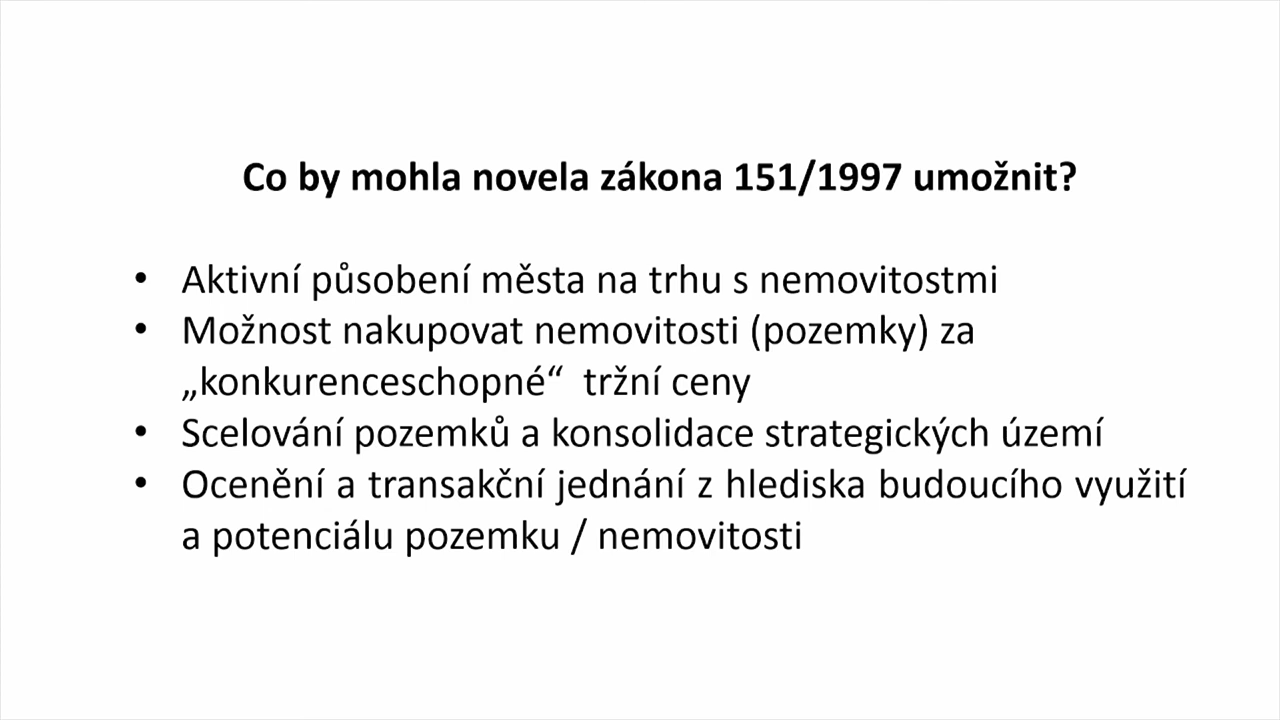 Co by mohla novela zákona 151/1997 umožnit?
• Aktivní působení města na trhu s nemovitostmi
• Možnost nakupovat nemovitosti (pozemky) za
„konkurenceschopné“ tržní ceny
• Scelování pozemků a konsolidace strategických území
• Ocenění a transakční jednání z hlediska budoucího využití
a potenciálu pozemku / nemovitosti